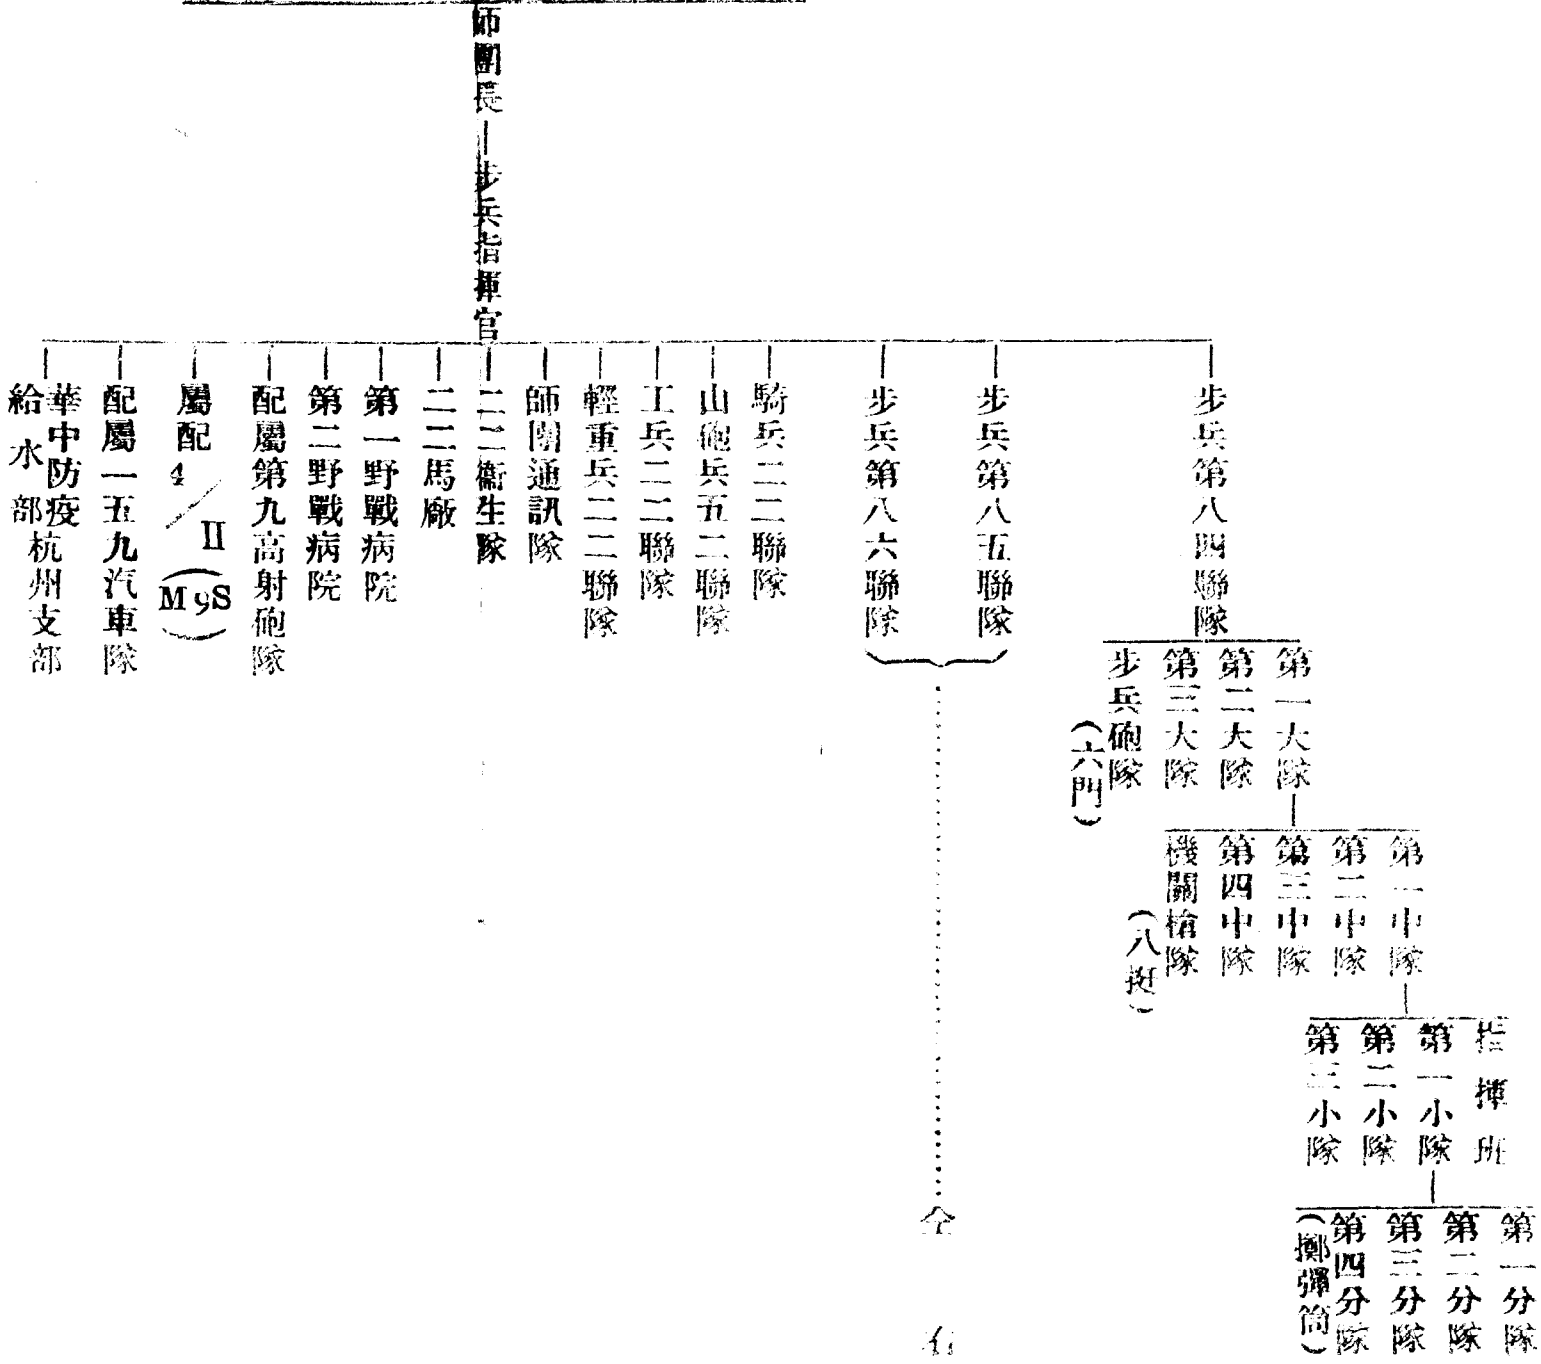 師團長
步兵指揮官
步兵第八四聯隊
第一大隊
第二大隊
第三大隊
步兵砲隊
(六門)
第一中隊
第二中隊
第三中隊
第四中隊
機關槍隊
(八挺)
指揮班
第一小隊
第二小隊
第三小隊
第一分隊
第二分隊
第三分隊
第四分隊
(擲彈筒)
步兵第八五聯隊
步兵第八六聯隊
仝
騎兵二二聯隊
山砲兵五二聯隊
工兵二二聯隊
輕重兵二二聯隊
師團通訊隊
二二衞生隊
二二馬廠
第一野戰病院
第二野戰病院
配屬第九高射砲隊
屬配4/II(M9S)
配屬一五九汽車隊
華中防疫
給水部
杭州支部